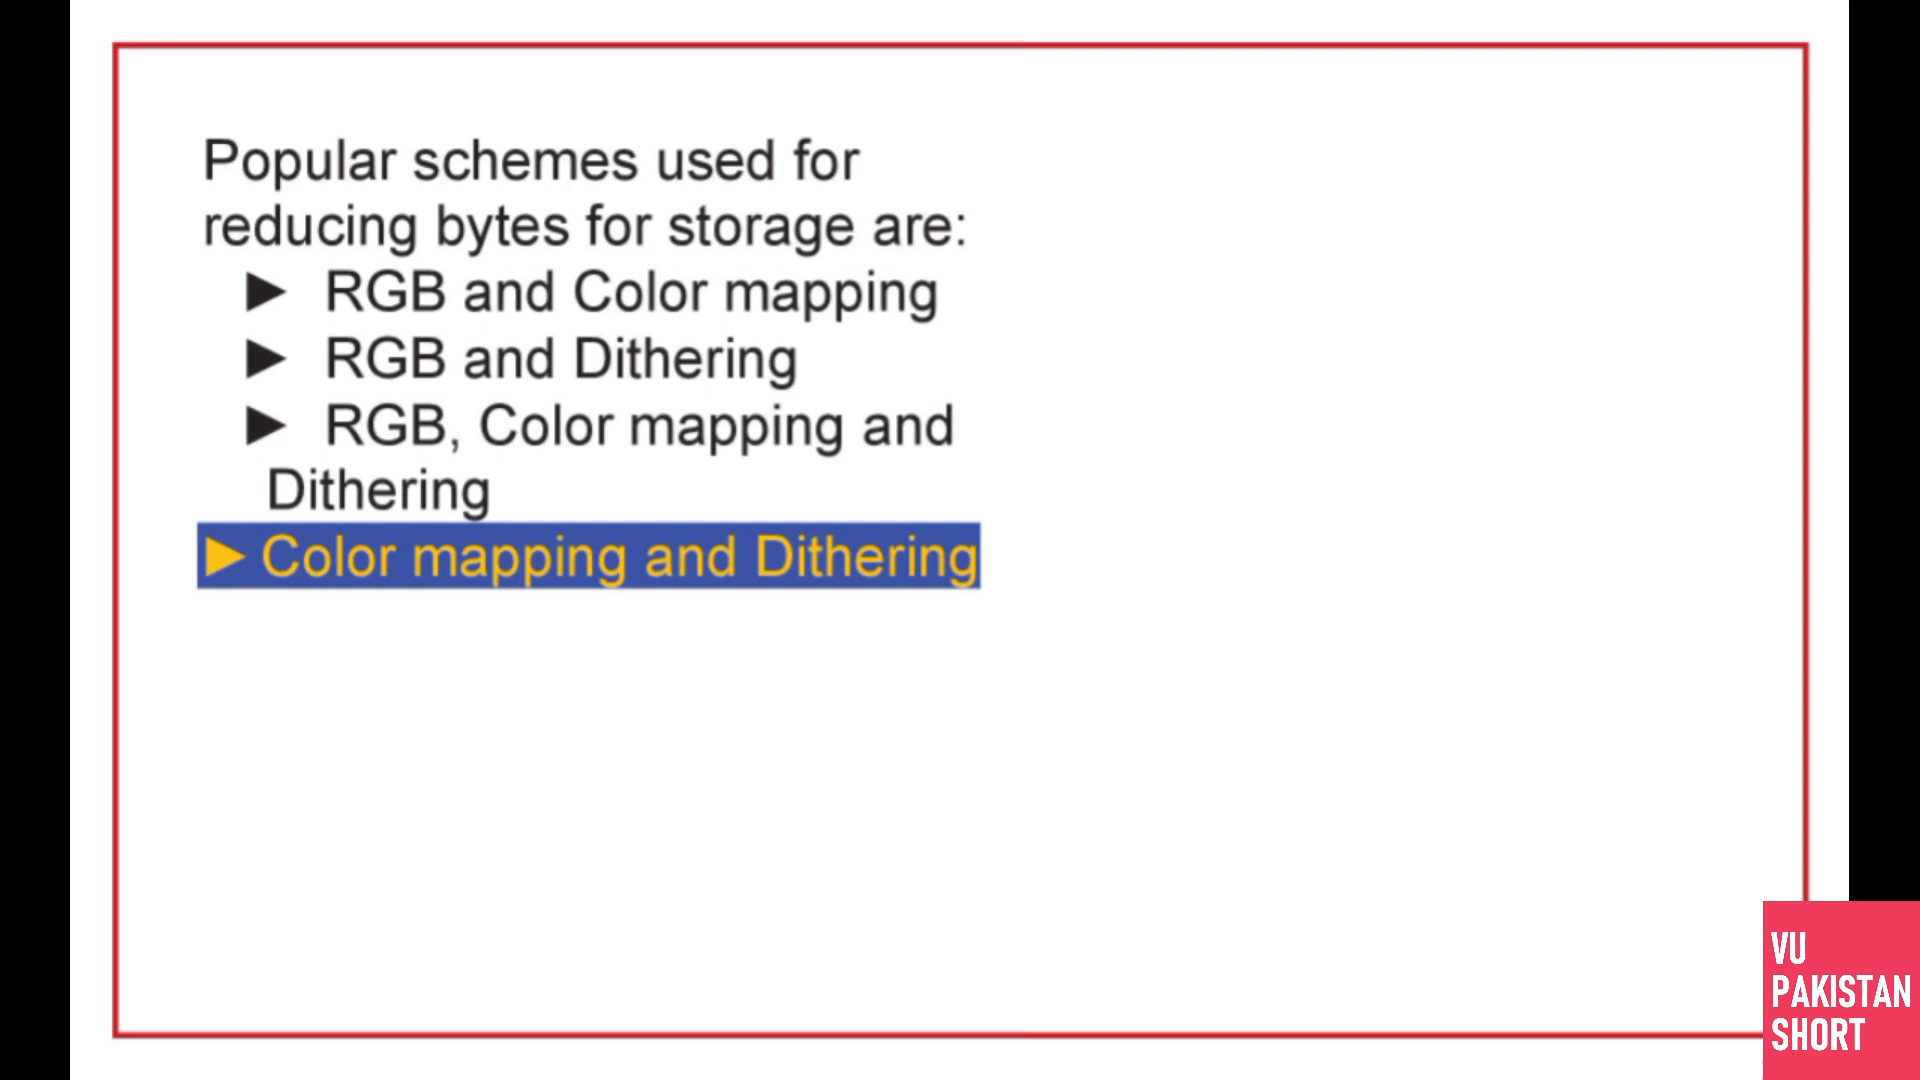 Popular schemes used for
reducing bytes for storage are:
► RGB and Color mapping
► RGB and Dithering
► RGB, Color mapping and
Dithering
► Color mapping and Dithering
VU
PAKISTAN
SHORT